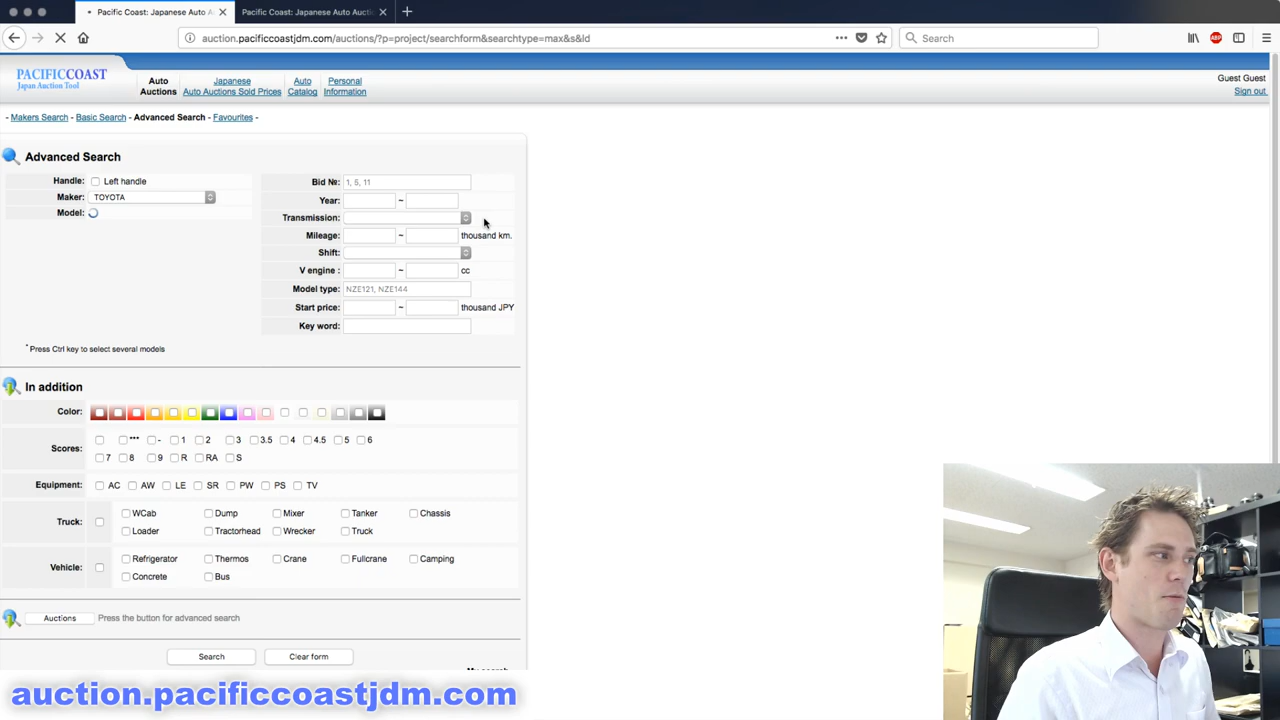 Pacific Coast: Japanese Auto A
Pacific Coast: Japanese Auto Aucti
auction.pacificcoastjdm.com/auctions/?p=project/searchform&searchtype=max&s&ld
Search
ABP
PACIFICCOAST
Japan Auction Tool
Auto Auctions
Japanese Auto Auctions Sold Prices
Auto Catalog
Personal Information
Guest Guest
Sign out
- Makers Search - Basic Search - Advanced Search - Favourites -
Advanced Search
Handle: Left handle
Maker: TOYOTA
Model:
* Press Ctrl key to select several models
Bid №: 1, 5, 11
Year: ~
Transmission:
Mileage: ~ thousand km.
Shift:
V engine : ~ cc
Model type: NZE121, NZE144
Start price: ~ thousand JPY
Key word:
In addition
Color:
Scores: *** - 1 2 3 3.5 4 4.5 5 6
7 8 9 R RA S
Equipment: AC AW LE SR PW PS TV
Truck: WCab Dump Mixer Tanker Chassis
Loader Tractorhead Wrecker Truck
Vehicle: Refrigerator Thermos Crane Fullcrane Camping
Concrete Bus
Auctions Press the button for advanced search
Search Clear form
auction.pacificcoastjdm.com